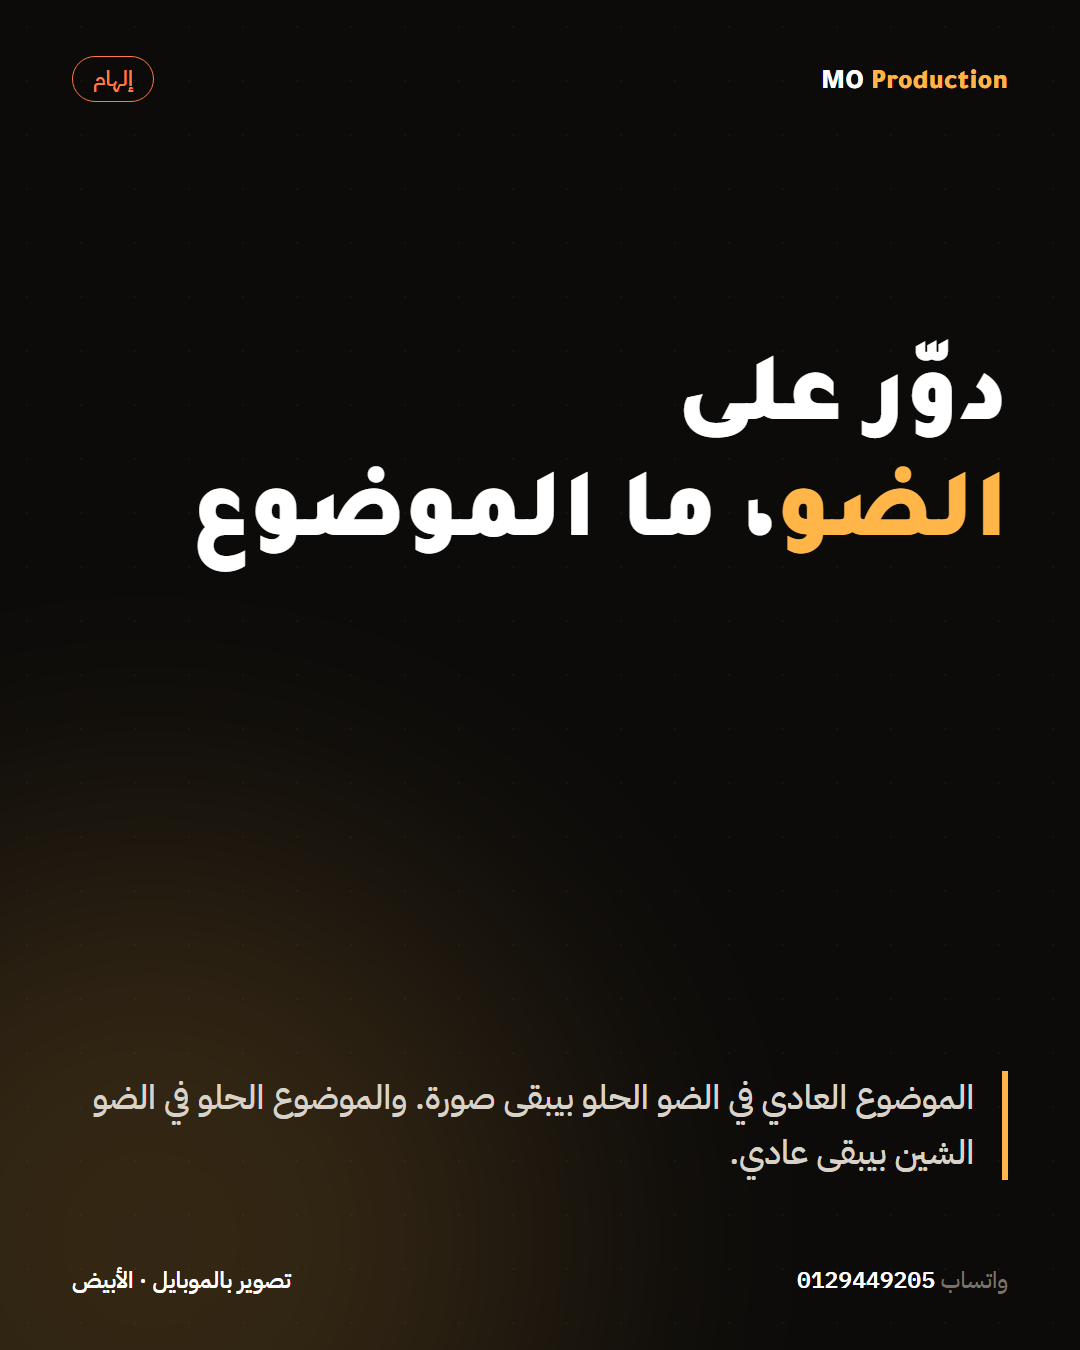 MO Production
إلهام
دوّر على
الضو، ما الموضوع
الموضوع العادي في الضو الحلو بيبقى صورة. والموضوع الحلو في الضو
الشين بيبقى عادي.
واتساب 0129449205
تصوير بالموبايل · الأبيض